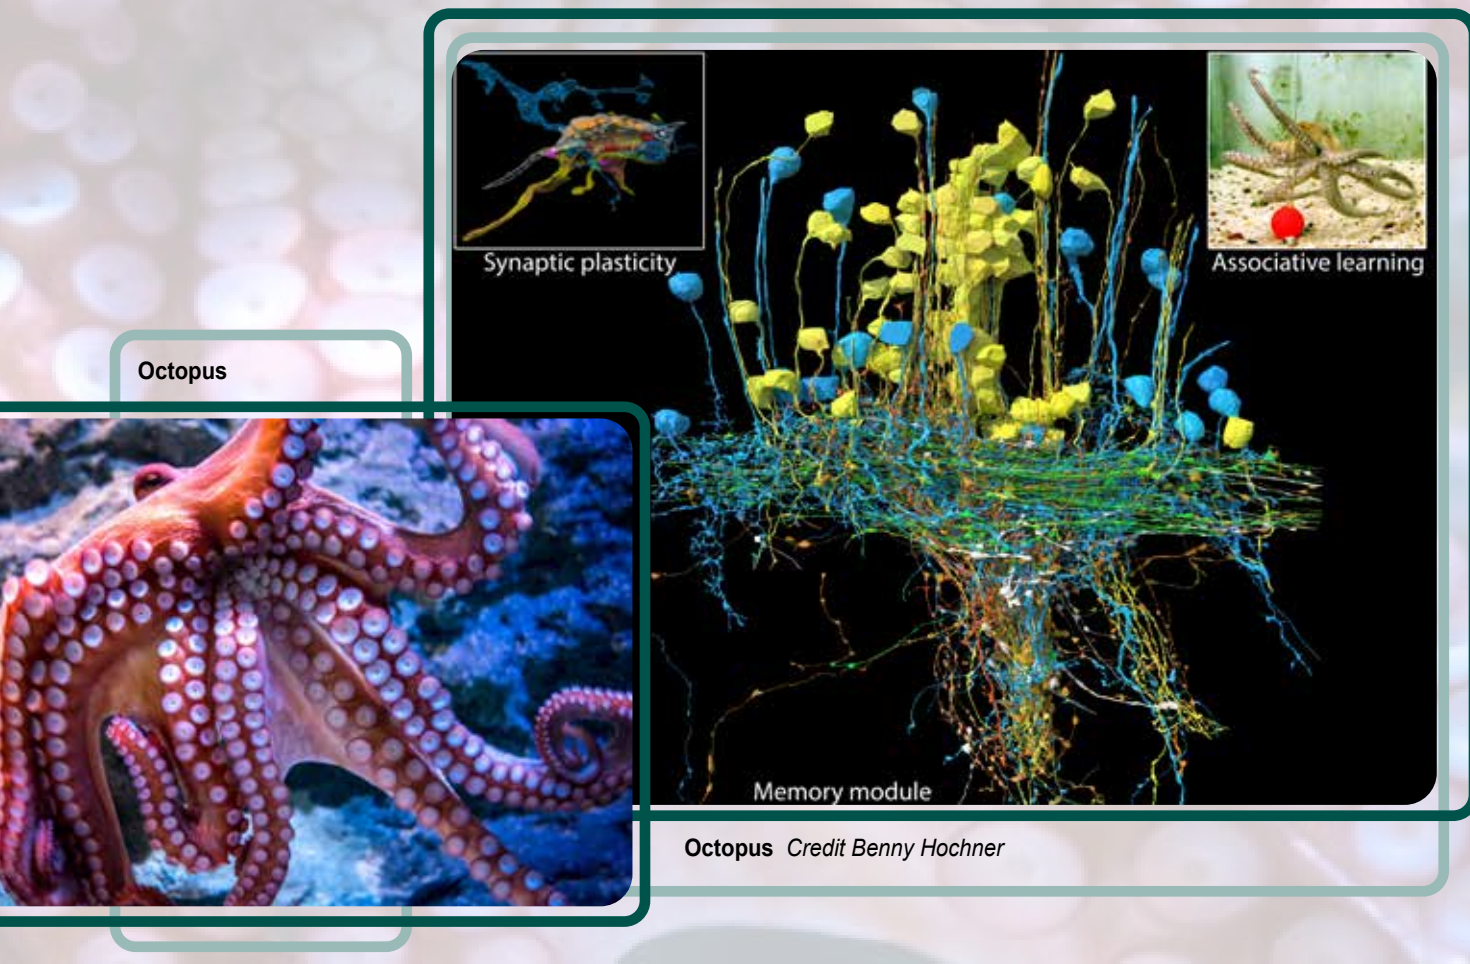 Synaptic plasticity
Associative learning
Octopus
Memory module
Octopus Credit Benny Hochner